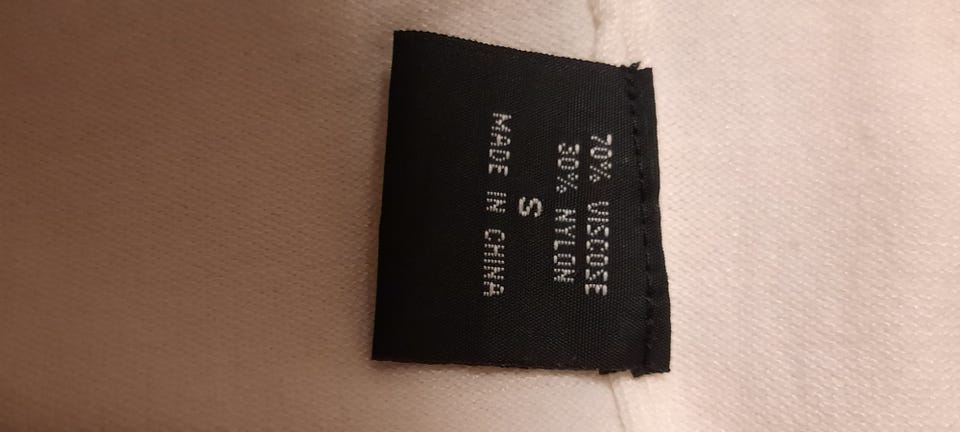 70% VISCOSE
30% NYLON
S
MADE IN CHINA